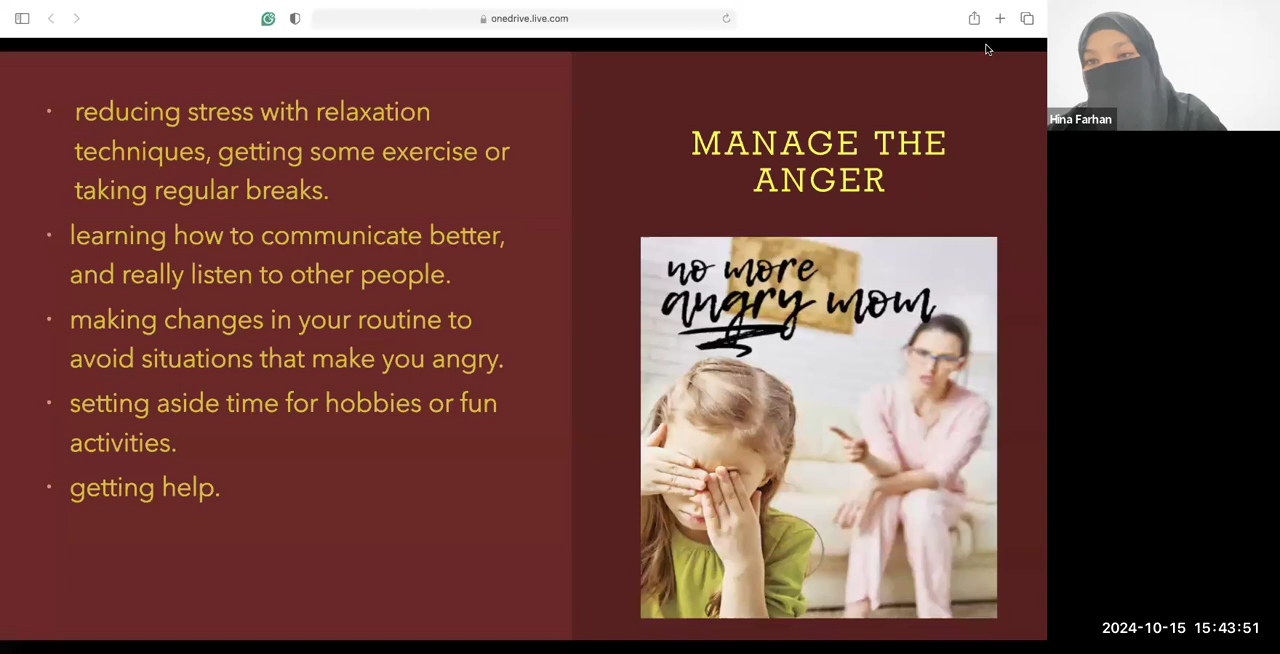 onedrive.live.com
reducing stress with relaxation
techniques, getting some exercise or
taking regular breaks.
learning how to communicate better,
and really listen to other people.
making changes in your routine to
avoid situations that make you angry.
setting aside time for hobbies or fun
activities.
getting help.
MANAGE THE
ANGER
no more
angry mom
Hina Farhan
2024-10-15 15:43:51